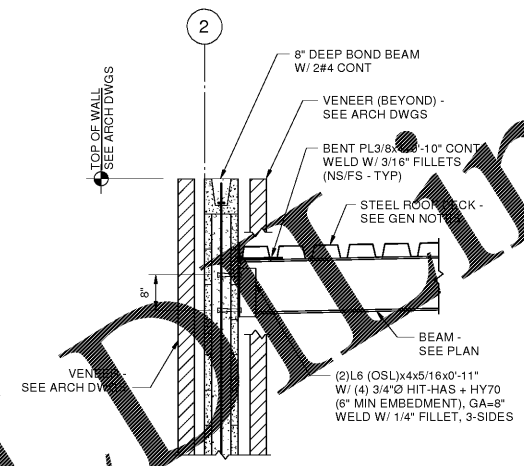 2
8" DEEP BOND BEAM
W/ 2#4 CONT
TOP OF WALL
SEE ARCH DWGS
VENEER (BEYOND) -
SEE ARCH DWGS
BENT CONT
WELD W/ 3/16" FILLETS
(NS/FS - TYP)
STEEL ROOF DECK -
SEE GEN NOTES
8"
BEAM -
SEE PLAN
VENEER -
SEE ARCH DWGS
(2)L6 (OSL)x4x5/16x0'-11"
W/ (4) 3/4"Ø HIT-HAS + HY70
(6" MIN EMBEDMENT), GA=8"
WELD W/ 1/4" FILLET, 3-SIDES